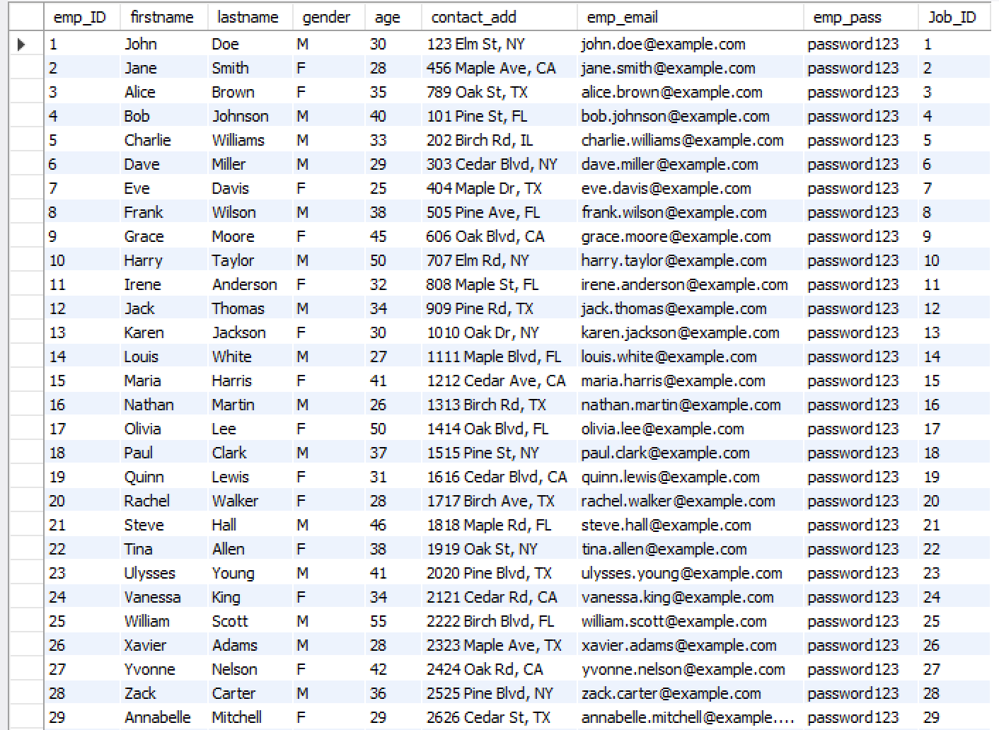 emp_ID firstname lastname gender age contact_add emp_email emp_pass Job_ID
1 John Doe M 30 123 Elm St, NY john.doe@example.com password123 1
2 Jane Smith F 28 456 Maple Ave, CA jane.smith@example.com password123 2
3 Alice Brown F 35 789 Oak St, TX alice.brown@example.com password123 3
4 Bob Johnson M 40 101 Pine St, FL bob.johnson@example.com password123 4
5 Charlie Williams M 33 202 Birch Rd, IL charlie.williams@example.com password123 5
6 Dave Miller M 29 303 Cedar Blvd, NY dave.miller@example.com password123 6
7 Eve Davis F 25 404 Maple Dr, TX eve.davis@example.com password123 7
8 Frank Wilson M 38 505 Pine Ave, FL frank.wilson@example.com password123 8
9 Grace Moore F 45 606 Oak Blvd, CA grace.moore@example.com password123 9
10 Harry Taylor M 50 707 Elm Rd, NY harry.taylor@example.com password123 10
11 Irene Anderson F 32 808 Maple St, FL irene.anderson@example.com password123 11
12 Jack Thomas M 34 909 Pine Rd, TX jack.thomas@example.com password123 12
13 Karen Jackson F 30 1010 Oak Dr, NY karen.jackson@example.com password123 13
14 Louis White M 27 1111 Maple Blvd, FL louis.white@example.com password123 14
15 Maria Harris F 41 1212 Cedar Ave, CA maria.harris@example.com password123 15
16 Nathan Martin M 26 1313 Birch Rd, TX nathan.martin@example.com password123 16
17 Olivia Lee F 50 1414 Oak Blvd, FL olivia.lee@example.com password123 17
18 Paul Clark M 37 1515 Pine St, NY paul.clark@example.com password123 18
19 Quinn Lewis F 31 1616 Cedar Blvd, CA quinn.lewis@example.com password123 19
20 Rachel Walker F 28 1717 Birch Ave, TX rachel.walker@example.com password123 20
21 Steve Hall M 46 1818 Maple Rd, FL steve.hall@example.com password123 21
22 Tina Allen F 38 1919 Oak St, NY tina.allen@example.com password123 22
23 Ulysses Young M 41 2020 Pine Blvd, TX ulysses.young@example.com password123 23
24 Vanessa King F 34 2121 Cedar Rd, CA vanessa.king@example.com password123 24
25 William Scott M 55 2222 Birch Blvd, FL william.scott@example.com password123 25
26 Xavier Adams M 28 2323 Maple Ave, TX xavier.adams@example.com password123 26
27 Yvonne Nelson F 42 2424 Oak Rd, CA yvonne.nelson@example.com password123 27
28 Zack Carter M 36 2525 Pine Blvd, NY zack.carter@example.com password123 28
29 Annabelle Mitchell F 29 2626 Cedar St, TX annabelle.mitchell@example.... password123 29